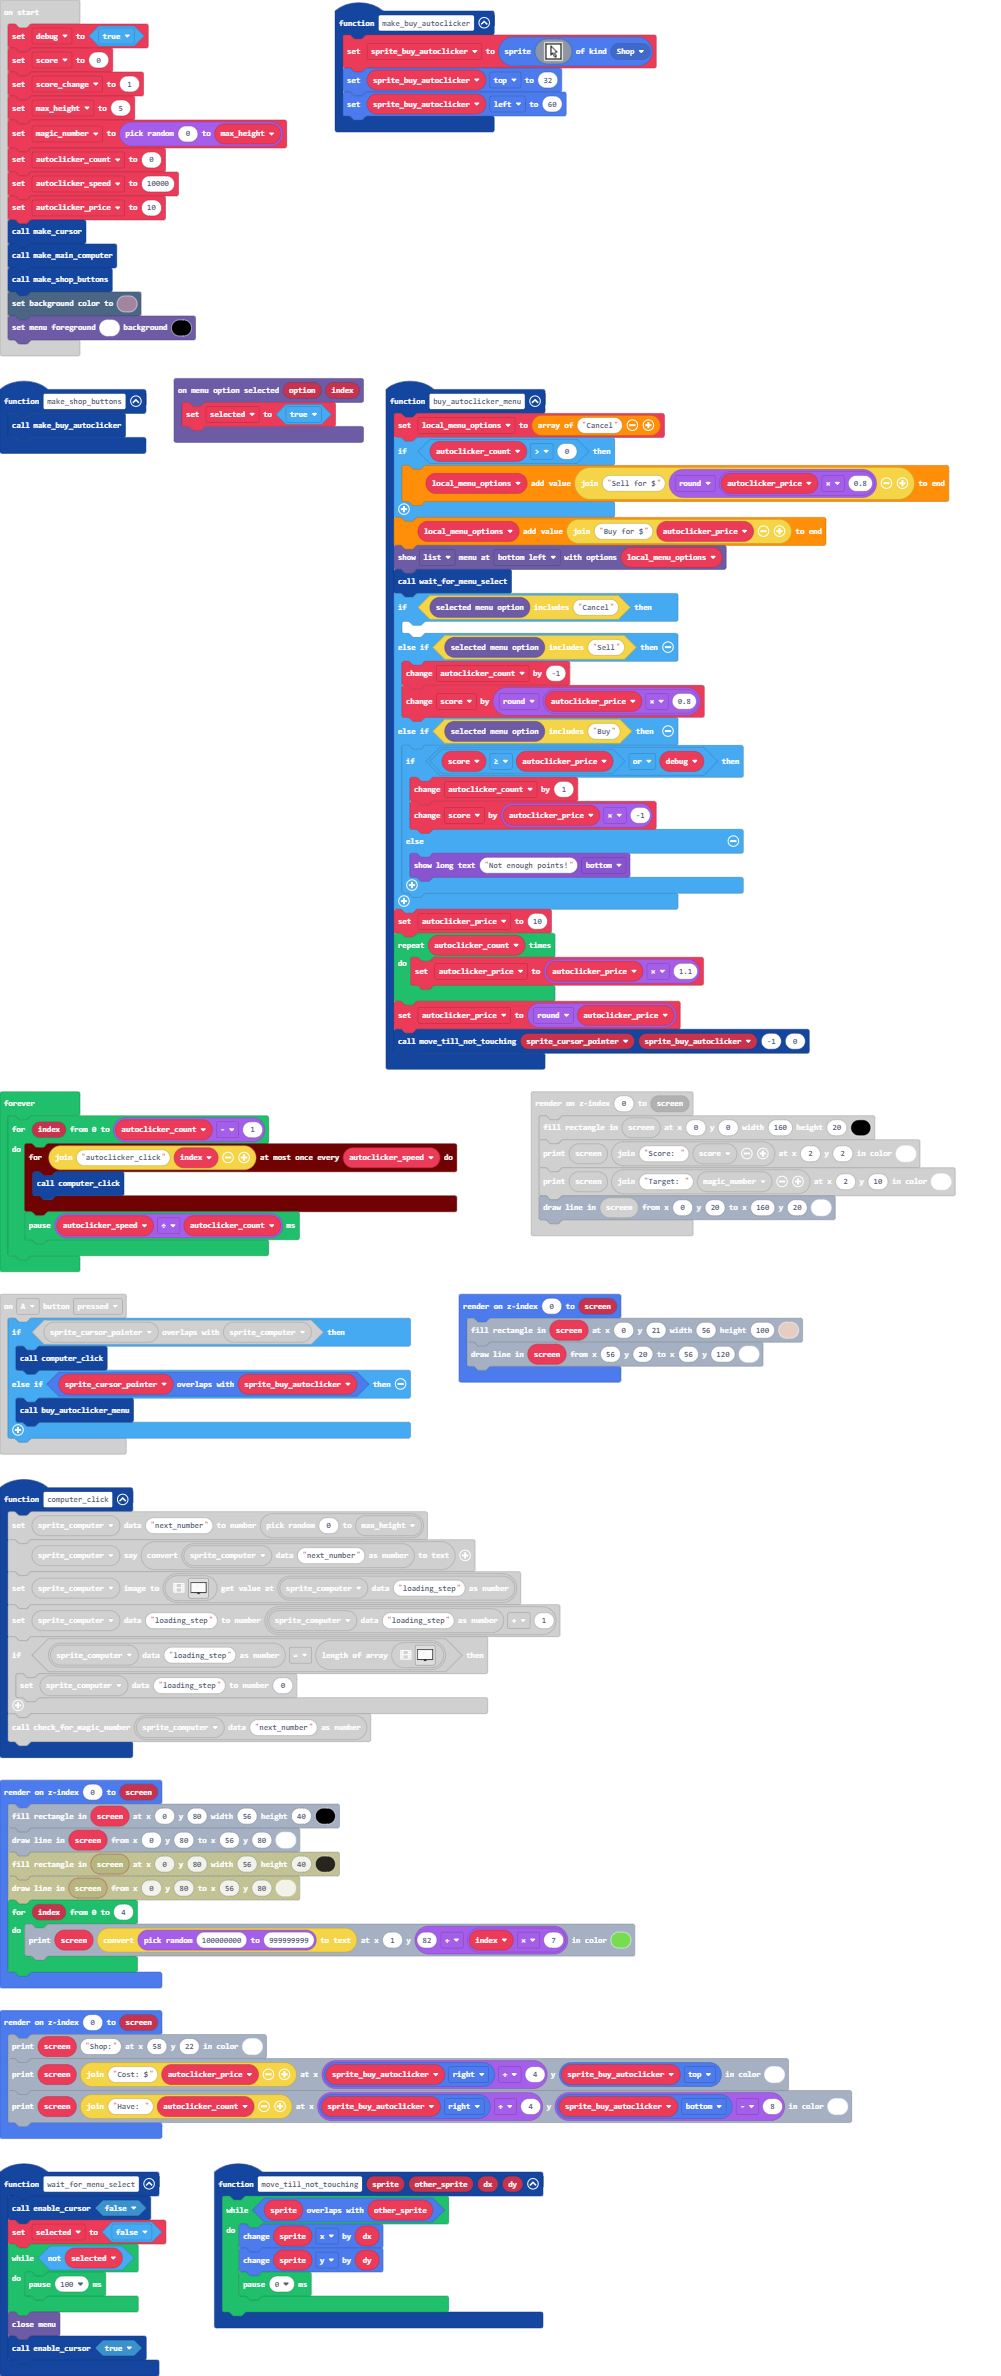 on start
set debug to true
set score to 0
set score_change to 1
set max_height to 5
set magic_number to pick random 0 to max_height
set autoclicker_count to 0
set autoclicker_speed to 10000
set autoclicker_price to 10
call make_cursor
call make_main_computer
call make_shop_buttons
set background color to
set menu foreground background
function make_buy_autoclicker
set sprite_buy_autoclicker to sprite of kind Shop
set sprite_buy_autoclicker top to 32
set sprite_buy_autoclicker left to 60
function make_shop_buttons
call make_buy_autoclicker
on menu option selected option index
set selected to true
function buy_autoclicker_menu
set local_menu_options to array of "Cancel"
if autoclicker_count > 0 then
local_menu_options add value join "Sell for $" round autoclicker_price × 0.8 to end
local_menu_options add value join "Buy for $" autoclicker_price to end
show list menu at bottom left with options local_menu_options
call wait_for_menu_select
if selected menu option includes "Cancel" then
else if selected menu option includes "Sell" then
change autoclicker_count by -1
change score by round autoclicker_price × 0.8
else if selected menu option includes "Buy" then
if score ≥ autoclicker_price or debug then
change autoclicker_count by 1
change score by autoclicker_price × -1
else
show long text "Not enough points!" bottom
set autoclicker_price to 10
repeat autoclicker_count times
do set autoclicker_price to autoclicker_price × 1.1
set autoclicker_price to round autoclicker_price
call move_till_not_touching sprite_cursor_pointer sprite_buy_autoclicker -1 0
forever
for index from 0 to autoclicker_count - 1
do for join "autoclicker_click" index at most once every autoclicker_speed do
call computer_click
pause autoclicker_speed ÷ autoclicker_count ms
render on z-index 0 to screen
fill rectangle in screen at x 0 y 0 width 160 height 20
print screen join "Score: " score at x 2 y 2 in color
print screen join "Target: " magic_number at x 2 y 10 in color
draw line in screen from x 0 y 20 to x 160 y 20
on A button pressed
if sprite_cursor_pointer overlaps with sprite_computer then
call computer_click
else if sprite_cursor_pointer overlaps with sprite_buy_autoclicker then
call buy_autoclicker_menu
render on z-index 0 to screen
fill rectangle in screen at x 0 y 21 width 56 height 100
draw line in screen from x 56 y 20 to x 56 y 120
function computer_click
set sprite_computer data "next_number" to number pick random 0 to max_height
sprite_computer say convert sprite_computer data "next_number" as number to text
set sprite_computer image to get value at sprite_computer data "loading_step" as number
set sprite_computer data "loading_step" to number sprite_computer data "loading_step" as number + 1
if sprite_computer data "loading_step" as number = length of array then
set sprite_computer data "loading_step" to number 0
call check_for_magic_number sprite_computer data "next_number" as number
render on z-index 0 to screen
fill rectangle in screen at x 0 y 80 width 56 height 40
draw line in screen from x 0 y 80 to x 56 y 80
fill rectangle in screen at x 0 y 80 width 56 height 40
draw line in screen from x 0 y 80 to x 56 y 80
for index from 0 to 4
do print screen convert pick random 100000000 to 999999999 to text at x 1 y 82 + index × 7 in color
render on z-index 0 to screen
print screen "Shop:" at x 58 y 22 in color
print screen join "Cost: $" autoclicker_price at x sprite_buy_autoclicker right + 4 y sprite_buy_autoclicker top in color
print screen join "Have: " autoclicker_count at x sprite_buy_autoclicker right + 4 y sprite_buy_autoclicker bottom - 8 in color
function wait_for_menu_select
call enable_cursor false
set selected to false
while not selected
do pause 100 ms
close menu
call enable_cursor true
function move_till_not_touching sprite other_sprite dx dy
while sprite overlaps with other_sprite
do change sprite x by dx
change sprite y by dy
pause 0 ms